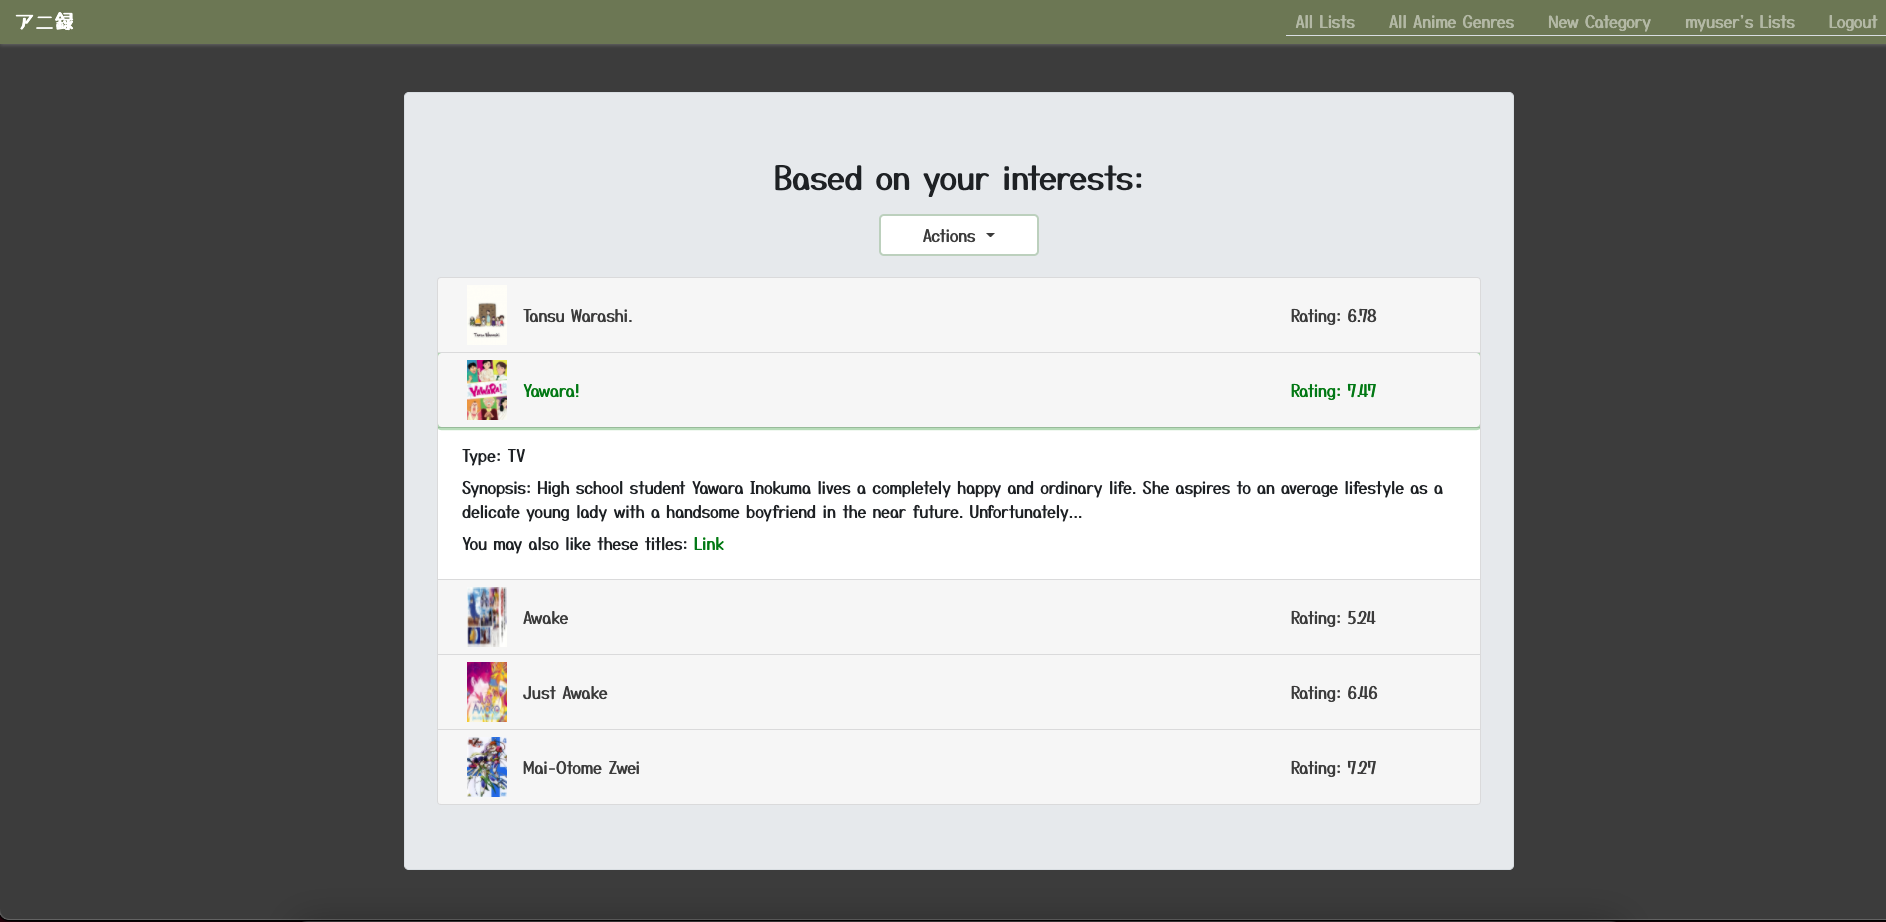 アニ録
All Lists All Anime Genres New Category myuser's Lists Logout
Based on your interests:
Actions
Tansu Warashi.
Rating: 6.78
YAWARA!
Yawara!
Rating: 7.47
Type: TV
Synopsis: High school student Yawara Inokuma lives a completely happy and ordinary life. She aspires to an average lifestyle as a
delicate young lady with a handsome boyfriend in the near future. Unfortunately...
You may also like these titles: Link
Awake
Rating: 5.24
Just Awake
Rating: 6.46
Mai-Otome Zwei
Rating: 7.27